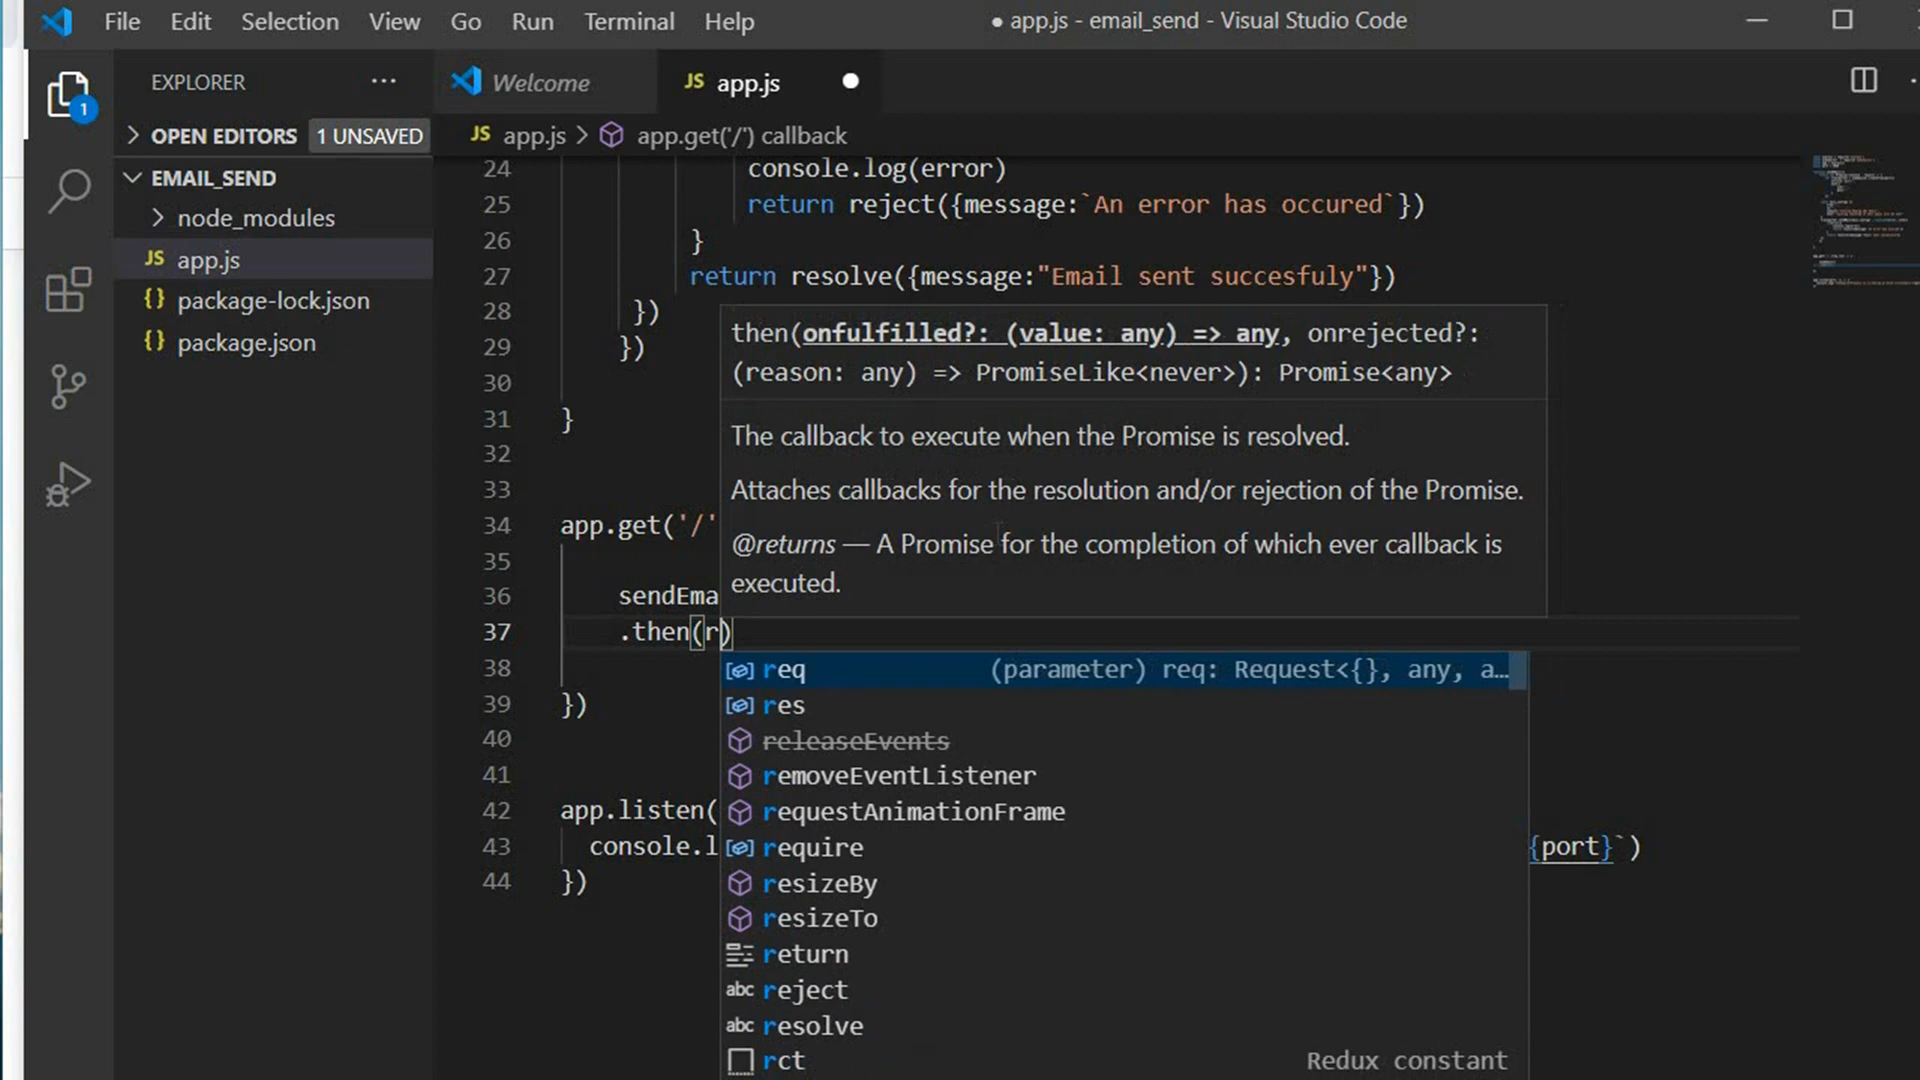 File Edit Selection View Go Run Terminal Help ● app.js - email_send - Visual Studio Code
EXPLORER ···
Welcome
JS app.js
1
OPEN EDITORS 1 UNSAVED
JS app.js > app.get('/') callback
EMAIL_SEND
node_modules
JS app.js
{} package-lock.json
{} package.json
24 console.log(error)
25 return reject({message:`An error has occured`})
26 }
27 return resolve({message:"Email sent succesfuly"})
28 })
29 })
30
31 }
32
33
34 app.get('/'
35
36 sendEma
37 .then(r)
38
39 })
40
41
42 app.listen(
43 console.l {port}`)
44 })
then(onfulfilled?: (value: any) => any, onrejected?:
(reason: any) => PromiseLike<never>): Promise<any>
The callback to execute when the Promise is resolved.
Attaches callbacks for the resolution and/or rejection of the Promise.
@returns — A Promise for the completion of which ever callback is
executed.
req (parameter) req: Request<{}, any, a…
res
releaseEvents
removeEventListener
requestAnimationFrame
require
resizeBy
resizeTo
return
abc reject
abc resolve
rct Redux constant